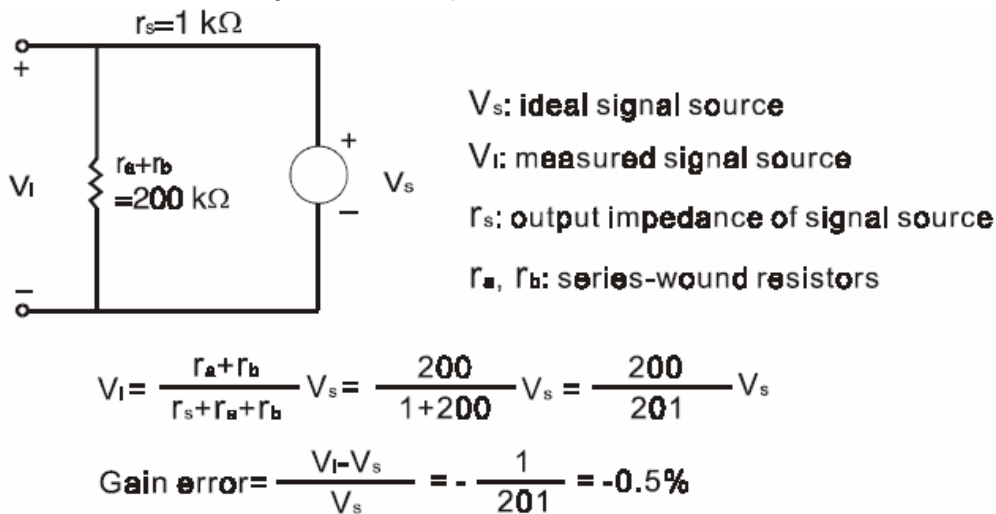 rs=1 kΩ
+
VI
ra+rb
=200 kΩ
−
+
Vs
−
Vs: ideal signal source
VI: measured signal source
rs: output impedance of signal source
ra, rb: series-wound resistors
VI= ra+rb / rs+ra+rb Vs= 200 / 1+200 Vs = 200 / 201 Vs
Gain error= VI-Vs / Vs = - 1 / 201 = -0.5%